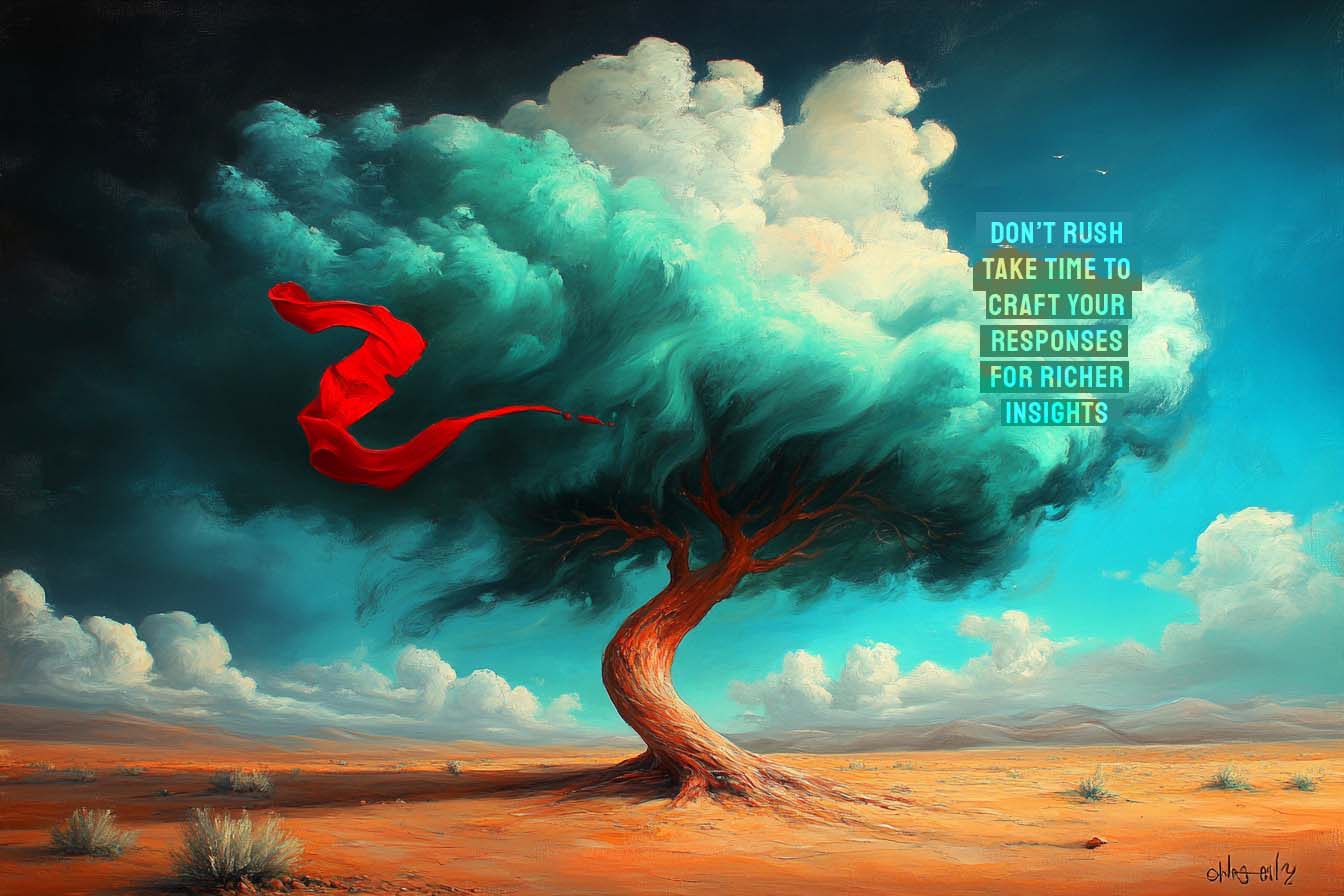 DON'T RUSH
TAKE TIME TO
CRAFT YOUR
RESPONSES
FOR RICHER
INSIGHTS